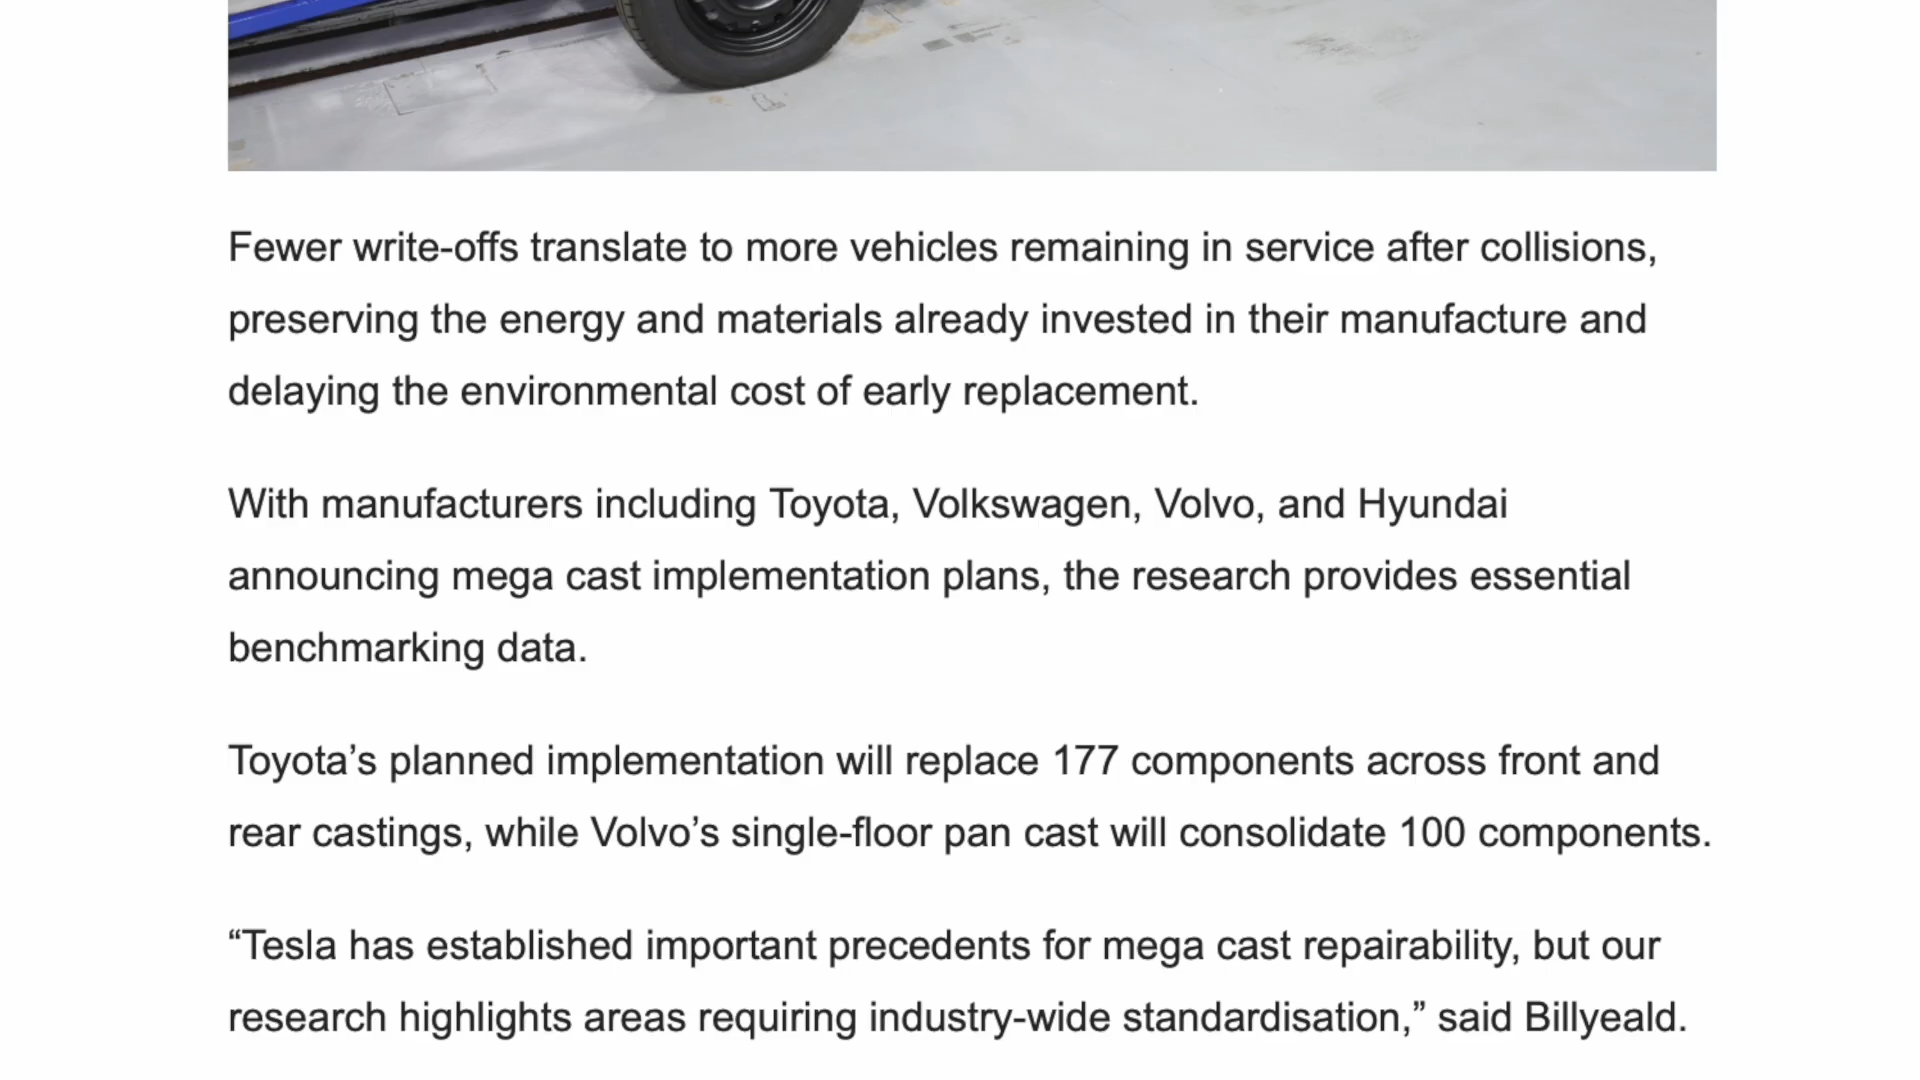 Fewer write-offs translate to more vehicles remaining in service after collisions,
preserving the energy and materials already invested in their manufacture and
delaying the environmental cost of early replacement.
With manufacturers including Toyota, Volkswagen, Volvo, and Hyundai
announcing mega cast implementation plans, the research provides essential
benchmarking data.
Toyota’s planned implementation will replace 177 components across front and
rear castings, while Volvo’s single-floor pan cast will consolidate 100 components.
“Tesla has established important precedents for mega cast repairability, but our
research highlights areas requiring industry-wide standardisation,” said Billyeald.